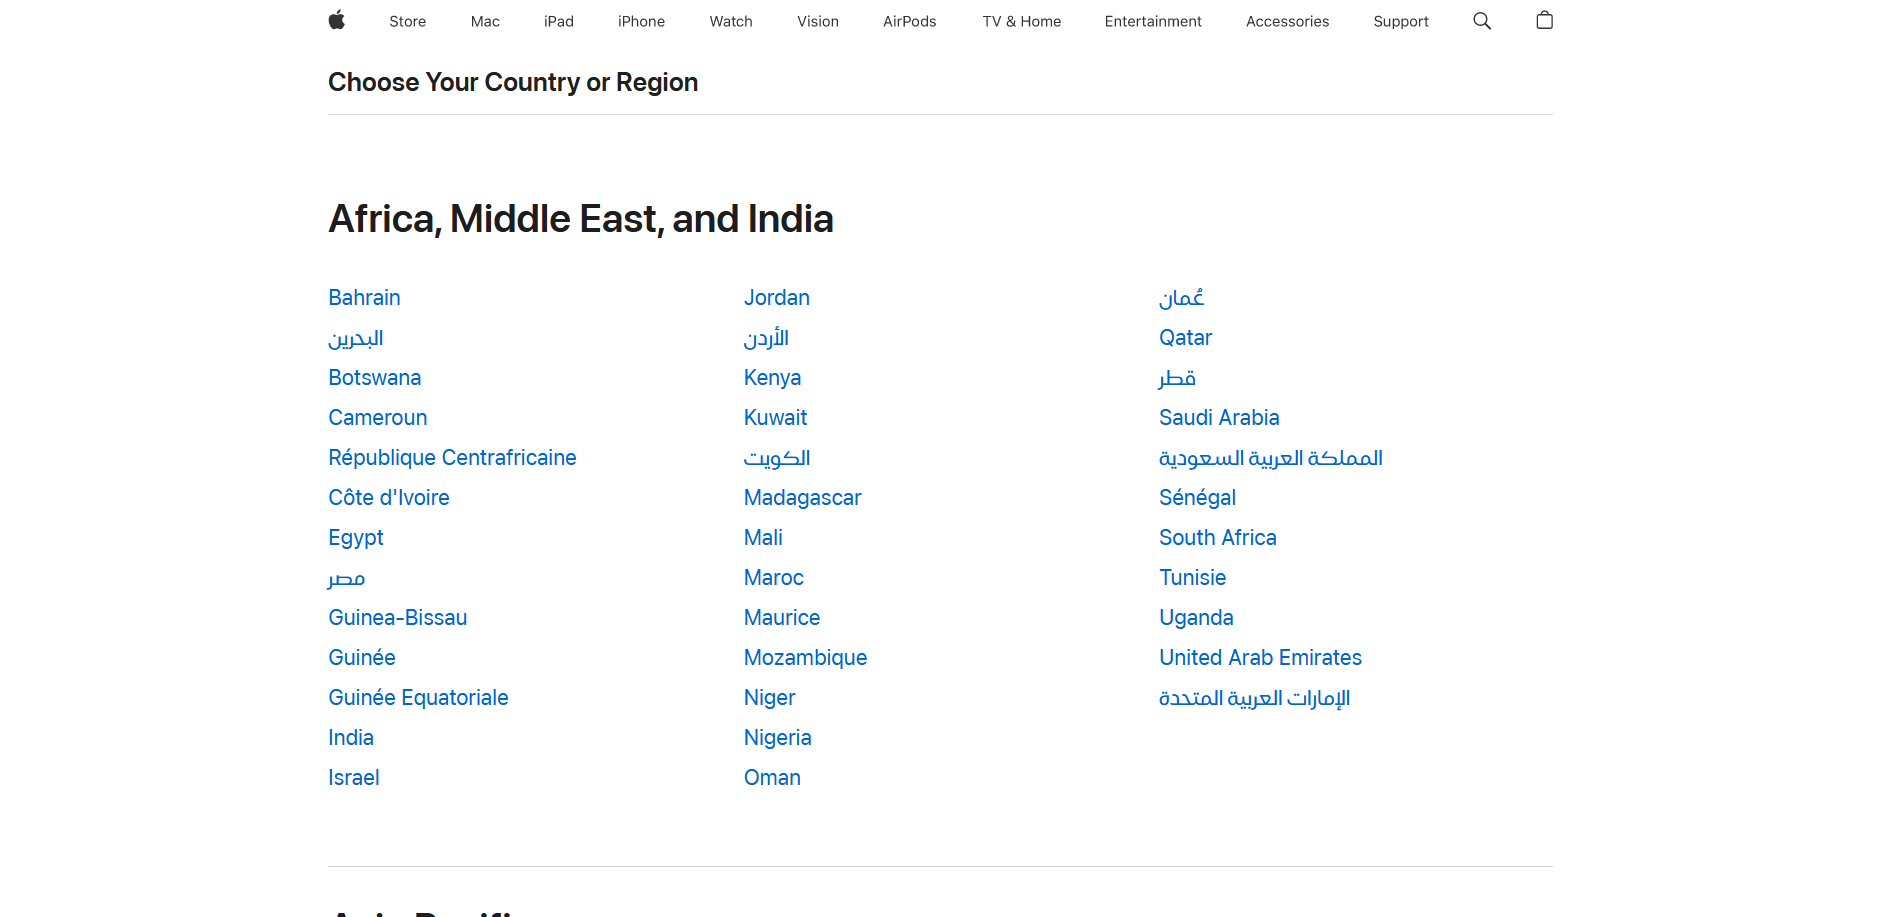 Store Mac iPad iPhone Watch Vision AirPods TV & Home Entertainment Accessories Support
Choose Your Country or Region
Africa, Middle East, and India
Bahrain
البحرين
Botswana
Cameroun
République Centrafricaine
Côte d'Ivoire
Egypt
مصر
Guinea-Bissau
Guinée
Guinée Equatoriale
India
Israel
Jordan
الأردن
Kenya
Kuwait
الكويت
Madagascar
Mali
Maroc
Maurice
Mozambique
Niger
Nigeria
Oman
عُمان
Qatar
قطر
Saudi Arabia
المملكة العربية السعودية
Sénégal
South Africa
Tunisie
Uganda
United Arab Emirates
الإمارات العربية المتحدة